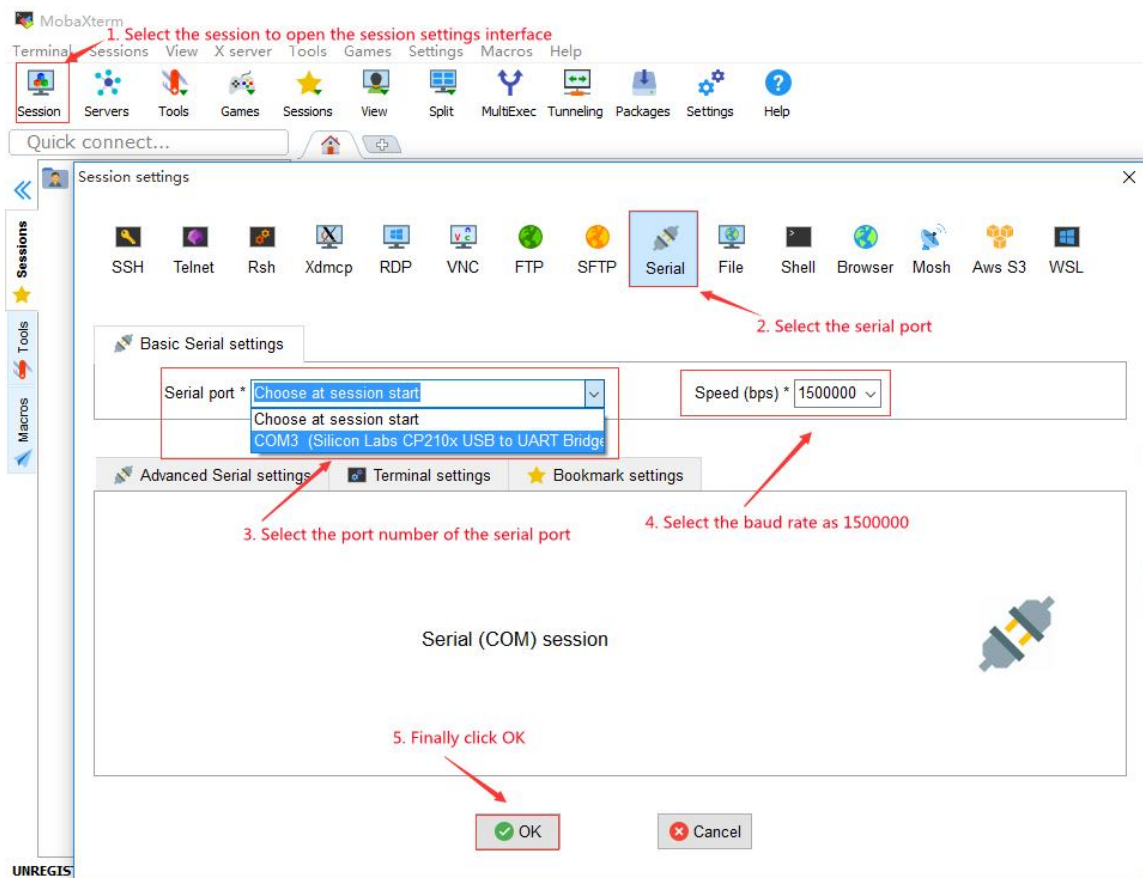 MobaXterm
1. Select the session to open the session settings interface
Terminal Sessions View X server Tools Games Settings Macros Help
Session Servers Tools Games Sessions View Split MultiExec Tunneling Packages Settings Help
Quick connect...
Session settings
Sessions
Tools
Macros
SSH Telnet Rsh Xdmcp RDP VNC FTP SFTP Serial File Shell Browser Mosh Aws S3 WSL
2. Select the serial port
Basic Serial settings
Serial port * Choose at session start Speed (bps) * 1500000
Choose at session start
COM3 (Silicon Labs CP210x USB to UART Bridge
Advanced Serial settings Terminal settings Bookmark settings
3. Select the port number of the serial port
4. Select the baud rate as 1500000
Serial (COM) session
5. Finally click OK
OK Cancel
UNREGIS